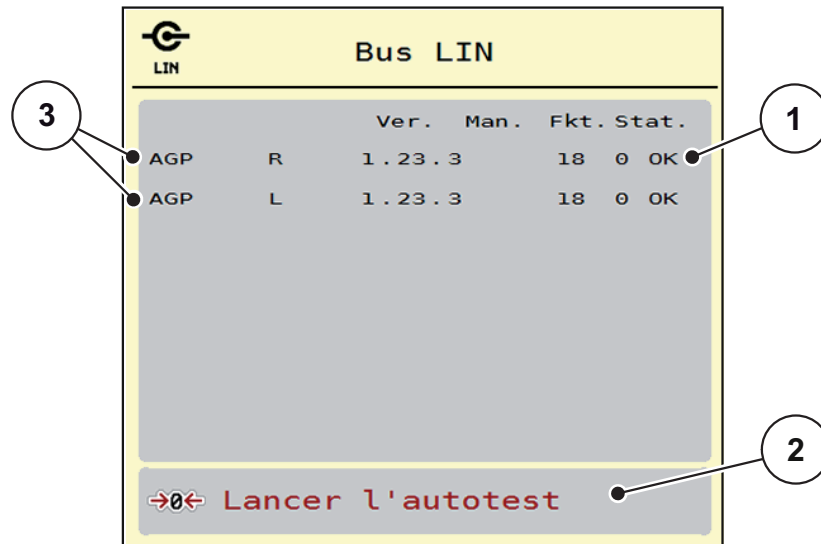 LIN
Bus LIN
Ver. Man. Fkt. Stat.
AGP R 1.23.3 18 0 OK
AGP L 1.23.3 18 0 OK
→0← Lancer l'autotest
3
1
2